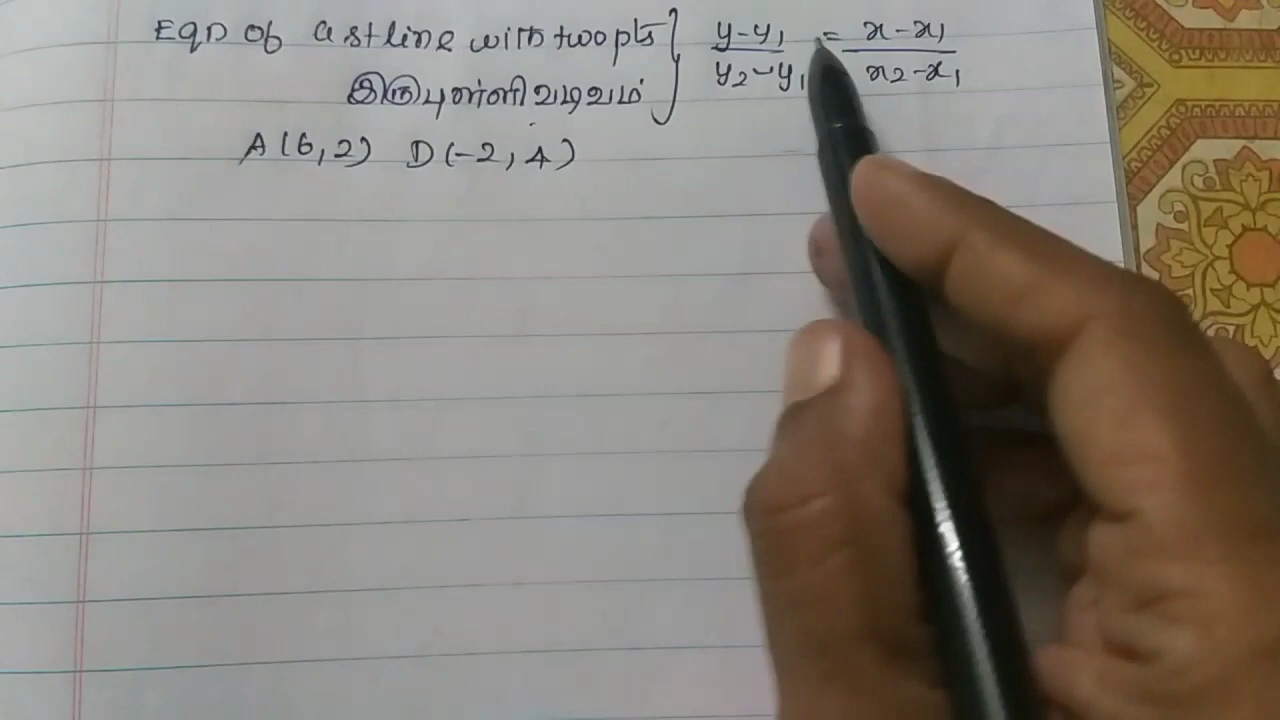 Eqn of a st line with two pts } y-y₁ / y₂-y₁ = x-x₁ / x₂-x₁
இருபுள்ளி வடிவம்
A(6,2) D(-2,4)